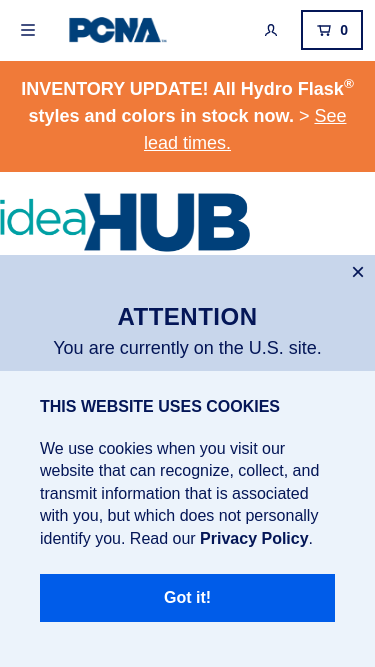 PCNA
0
INVENTORY UPDATE! All Hydro Flask®
styles and colors in stock now. > See
lead times.
ideaHUB
×
ATTENTION
You are currently on the U.S. site.
THIS WEBSITE USES COOKIES
We use cookies when you visit our
website that can recognize, collect, and
transmit information that is associated
with you, but which does not personally
identify you. Read our Privacy Policy.
Got it!